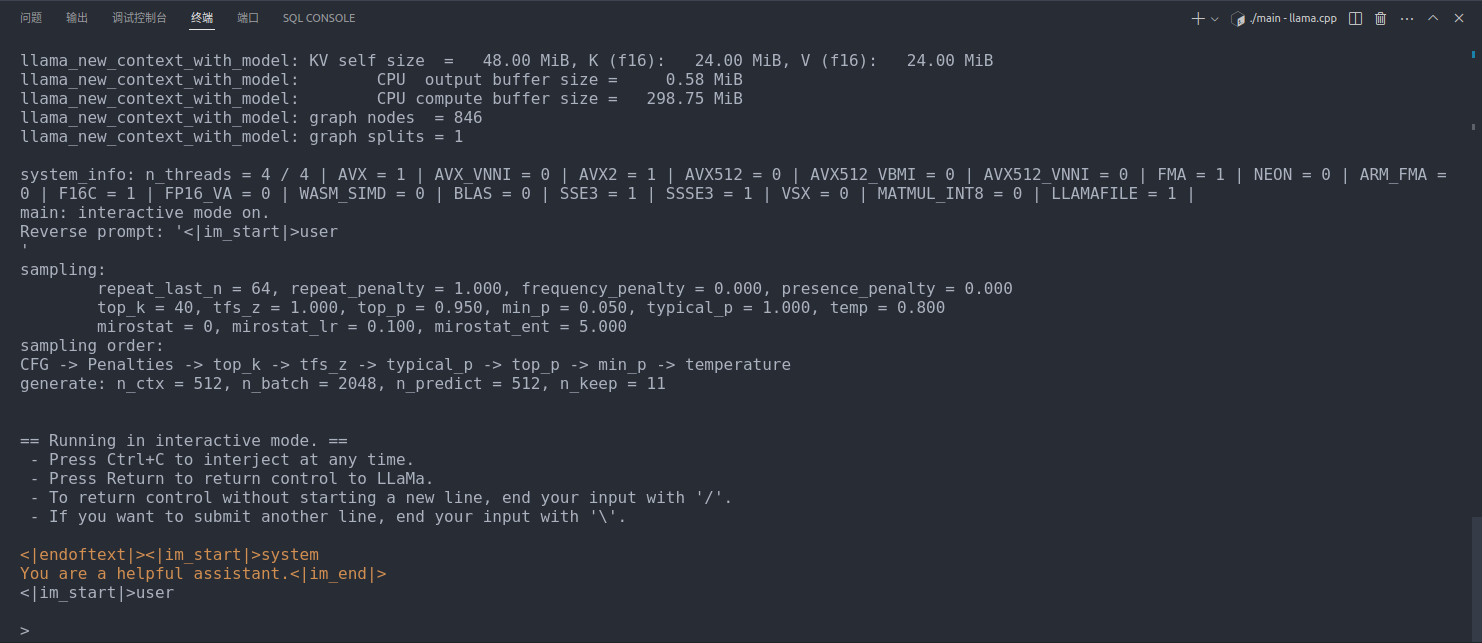 问题 输出 调试控制台 终端 端口 SQL CONSOLE ./main - llama.cpp
llama_new_context_with_model: KV self size  =   48.00 MiB, K (f16):   24.00 MiB, V (f16):   24.00 MiB
llama_new_context_with_model:        CPU  output buffer size =     0.58 MiB
llama_new_context_with_model:        CPU compute buffer size =   298.75 MiB
llama_new_context_with_model: graph nodes  = 846
llama_new_context_with_model: graph splits = 1
system_info: n_threads = 4 / 4 | AVX = 1 | AVX_VNNI = 0 | AVX2 = 1 | AVX512 = 0 | AVX512_VBMI = 0 | AVX512_VNNI = 0 | FMA = 1 | NEON = 0 | ARM_FMA =
0 | F16C = 1 | FP16_VA = 0 | WASM_SIMD = 0 | BLAS = 0 | SSE3 = 1 | SSSE3 = 1 | VSX = 0 | MATMUL_INT8 = 0 | LLAMAFILE = 1 |
main: interactive mode on.
Reverse prompt: '<|im_start|>user
'
sampling:
        repeat_last_n = 64, repeat_penalty = 1.000, frequency_penalty = 0.000, presence_penalty = 0.000
        top_k = 40, tfs_z = 1.000, top_p = 0.950, min_p = 0.050, typical_p = 1.000, temp = 0.800
        mirostat = 0, mirostat_lr = 0.100, mirostat_ent = 5.000
sampling order:
CFG -> Penalties -> top_k -> tfs_z -> typical_p -> top_p -> min_p -> temperature
generate: n_ctx = 512, n_batch = 2048, n_predict = 512, n_keep = 11
== Running in interactive mode. ==
 - Press Ctrl+C to interject at any time.
 - Press Return to return control to LLaMa.
 - To return control without starting a new line, end your input with '/'.
 - If you want to submit another line, end your input with '\'.
<|endoftext|><|im_start|>system
You are a helpful assistant.<|im_end|>
<|im_start|>user
>